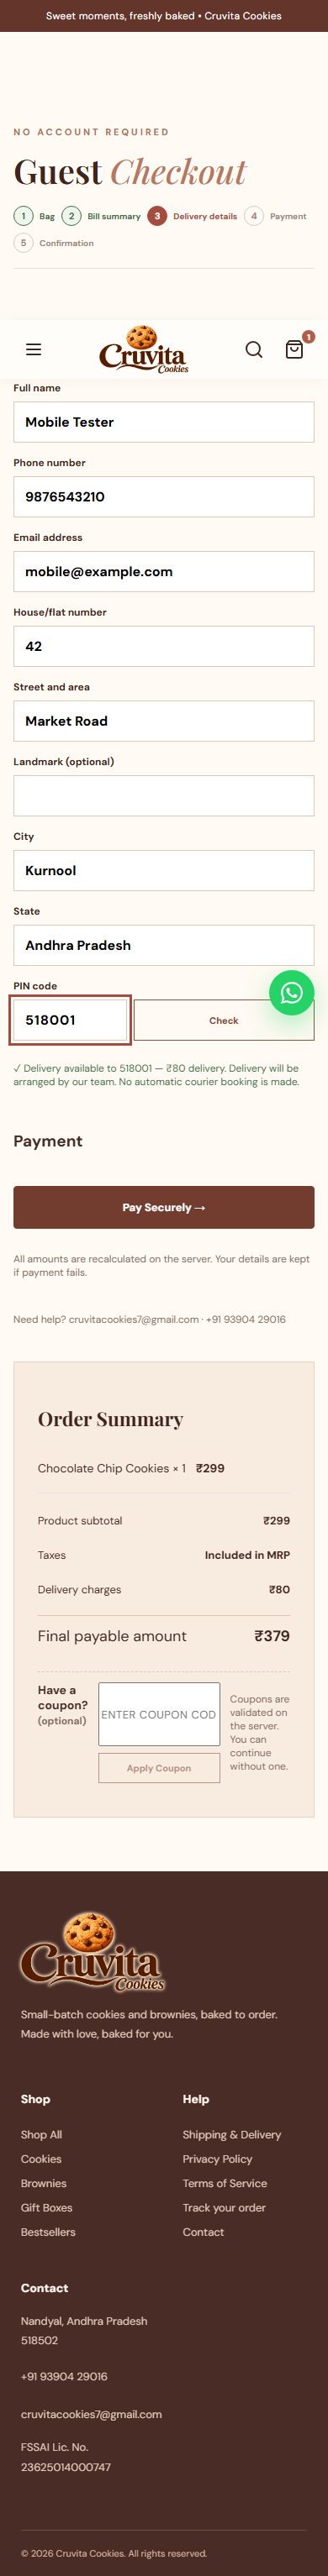 Sweet moments, freshly baked • Cruvita Cookies
NO ACCOUNT REQUIRED
Guest Checkout
1 Bag 2 Bill summary 3 Delivery details 4 Payment
5 Confirmation
Cruvita
1
Full name
Mobile Tester
Phone number
9876543210
Email address
mobile@example.com
House/flat number
42
Street and area
Market Road
Landmark (optional)
City
Kurnool
State
Andhra Pradesh
PIN code
518001
Check
✓ Delivery available to 518001 — ₹80 delivery. Delivery will be
arranged by our team. No automatic courier booking is made.
Payment
Pay Securely →
All amounts are recalculated on the server. Your details are kept
if payment fails.
Need help? cruvitacookies7@gmail.com · +91 93904 29016
Order Summary
Chocolate Chip Cookies × 1 ₹299
Product subtotal ₹299
Taxes Included in MRP
Delivery charges ₹80
Final payable amount ₹379
Have a
coupon?
(optional)
ENTER COUPON COD
Apply Coupon
Coupons are
validated on
the server.
You can
continue
without one.
Cruvita
Cookies
Small-batch cookies and brownies, baked to order.
Made with love, baked for you.
Shop
Shop All
Cookies
Brownies
Gift Boxes
Bestsellers
Help
Shipping & Delivery
Privacy Policy
Terms of Service
Track your order
Contact
Contact
Nandyal, Andhra Pradesh
518502
+91 93904 29016
cruvitacookies7@gmail.com
FSSAI Lic. No.
23625014000747
© 2026 Cruvita Cookies. All rights reserved.